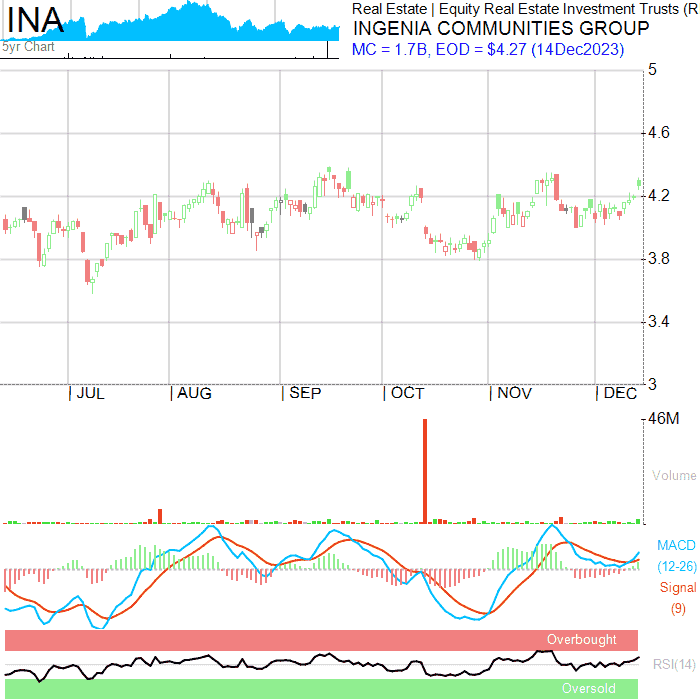 INA
5yr Chart
Real Estate | Equity Real Estate Investment Trusts (R
INGENIA COMMUNITIES GROUP
MC = 1.7B, EOD = $4.27 (14Dec2023)
5
4.6
4.2
3.8
3.4
3
| JUL | AUG | SEP | OCT | NOV | DEC
46M
Volume
MACD
(12-26)
Signal
(9)
Overbought
RSI(14)
Oversold